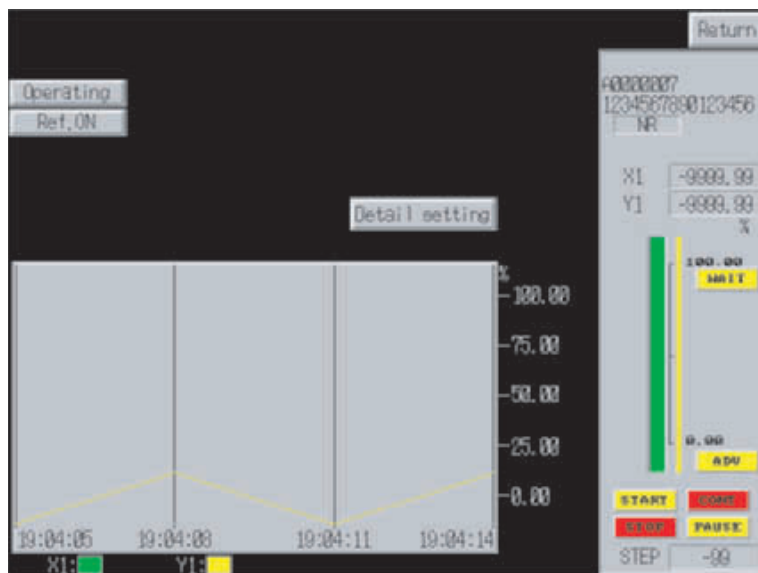 Return
Operating
Ref.ON
A0000007
1234567890123456
NR
X1 -9999.99
Y1 -9999.99
%
Detail setting
%
100.00
75.00
50.00
25.00
0.00
100.00
WAIT
0.00
ADV
START CONT
STOP PAUSE
STEP -99
19:04:05 19:04:08 19:04:11 19:04:14
X1: Y1: